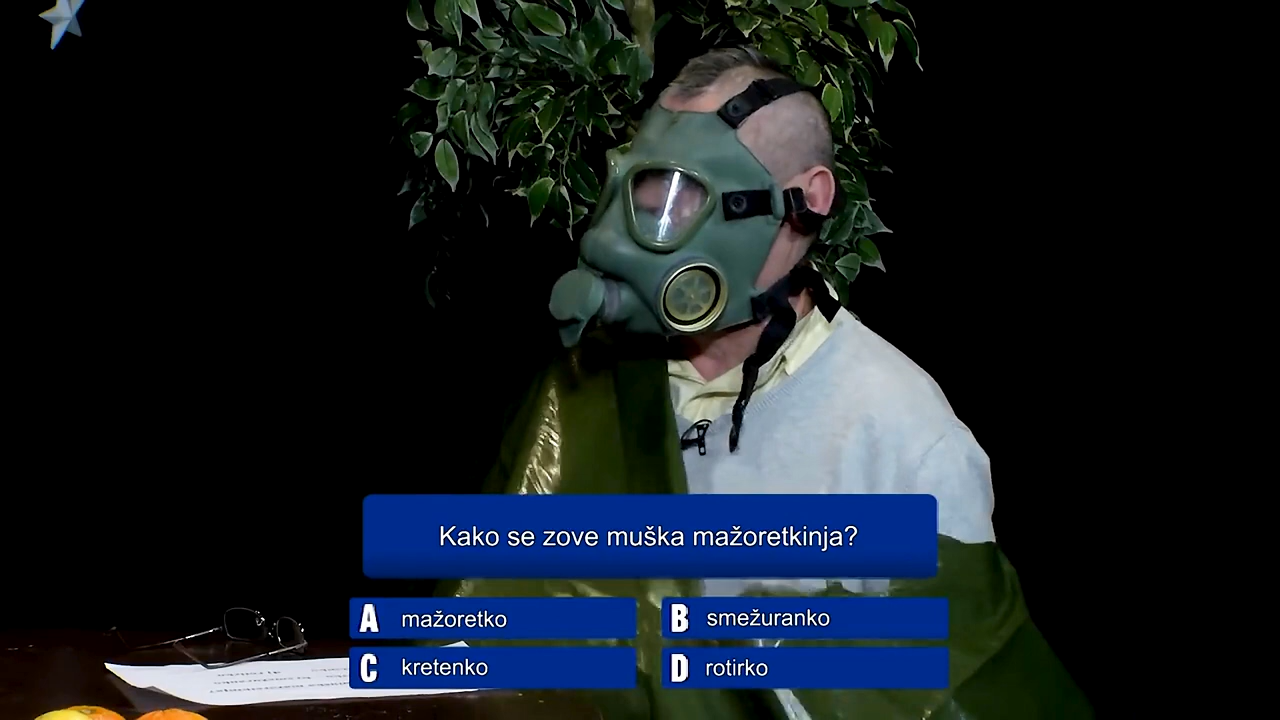 Kako se zove muška mažoretkinja?
A mažoretko
B smežuranko
C kretenko
D rotirko